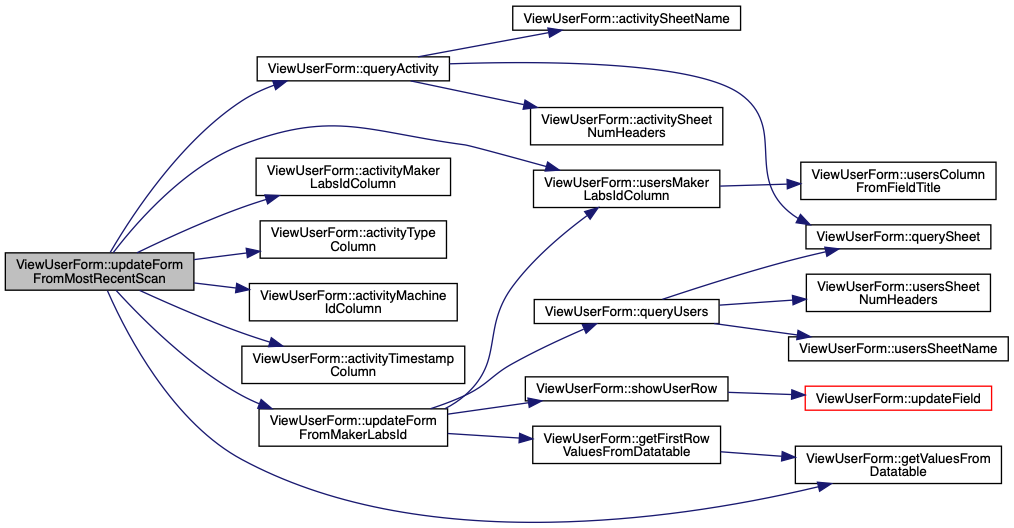 ViewUserForm::updateForm
FromMostRecentScan
ViewUserForm::queryActivity
ViewUserForm::activityMaker
LabsIdColumn
ViewUserForm::activityType
Column
ViewUserForm::activityMachine
IdColumn
ViewUserForm::activityTimestamp
Column
ViewUserForm::updateForm
FromMakerLabsId
ViewUserForm::activitySheetName
ViewUserForm::activitySheet
NumHeaders
ViewUserForm::usersMaker
LabsIdColumn
ViewUserForm::queryUsers
ViewUserForm::showUserRow
ViewUserForm::getFirstRow
ValuesFromDatatable
ViewUserForm::usersColumn
FromFieldTitle
ViewUserForm::querySheet
ViewUserForm::usersSheet
NumHeaders
ViewUserForm::usersSheetName
ViewUserForm::updateField
ViewUserForm::getValuesFrom
Datatable